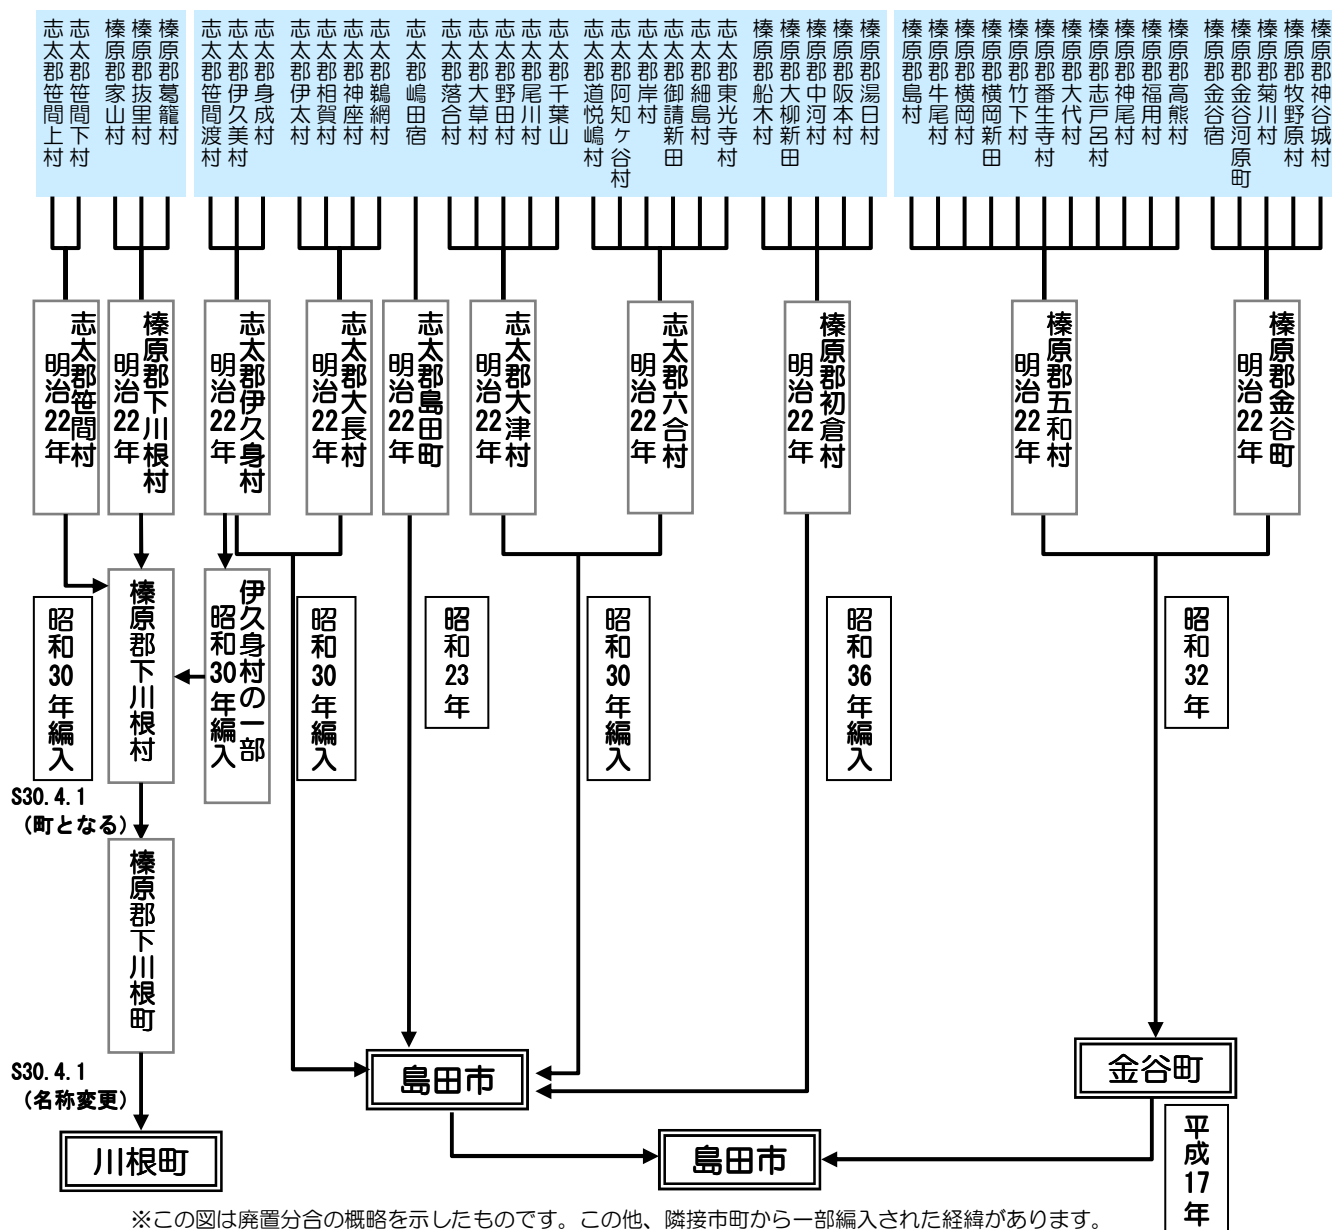 志太郡笹間上村
志太郡笹間下村
榛原郡家山村
榛原郡抜里村
榛原郡葛籠村
志太郡笹間渡村
志太郡伊久美村
志太郡身成村
志太郡伊太村
志太郡相賀村
志太郡神座村
志太郡鵜網村
志太郡嶋田宿
志太郡落合村
志太郡大草村
志太郡野田村
志太郡尾川村
志太郡千葉山
志太郡道悦嶋村
志太郡阿知ヶ谷村
志太郡岸村
志太郡御請新田
志太郡細島村
志太郡東光寺村
榛原郡船木村
榛原郡大柳新田
榛原郡中河村
榛原郡阪本村
榛原郡湯日村
榛原郡島村
榛原郡牛尾村
榛原郡横岡村
榛原郡横岡新田
榛原郡竹下村
榛原郡番生寺村
榛原郡大代村
榛原郡志戸呂村
榛原郡神尾村
榛原郡福用村
榛原郡高熊村
榛原郡金谷宿
榛原郡金谷河原町
榛原郡菊川村
榛原郡牧野原村
榛原郡神谷城村
志太郡笹間村
明治22年
榛原郡下川根村
明治22年
志太郡伊久身村
明治22年
志太郡大長村
明治22年
志太郡島田町
明治22年
志太郡大津村
明治22年
志太郡六合村
明治22年
榛原郡初倉村
明治22年
榛原郡五和村
明治22年
榛原郡金谷町
明治22年
昭和30年編入
榛原郡下川根村
伊久身村の一部
昭和30年編入
昭和30年編入
昭和23年
昭和30年編入
昭和36年編入
昭和32年
S30.4.1
(町となる)
榛原郡下川根町
S30.4.1
(名称変更)
川根町
島田市
島田市
金谷町
平成17年
※この図は廃置分合の概略を示したものです。この他、隣接市町から一部編入された経緯があります。